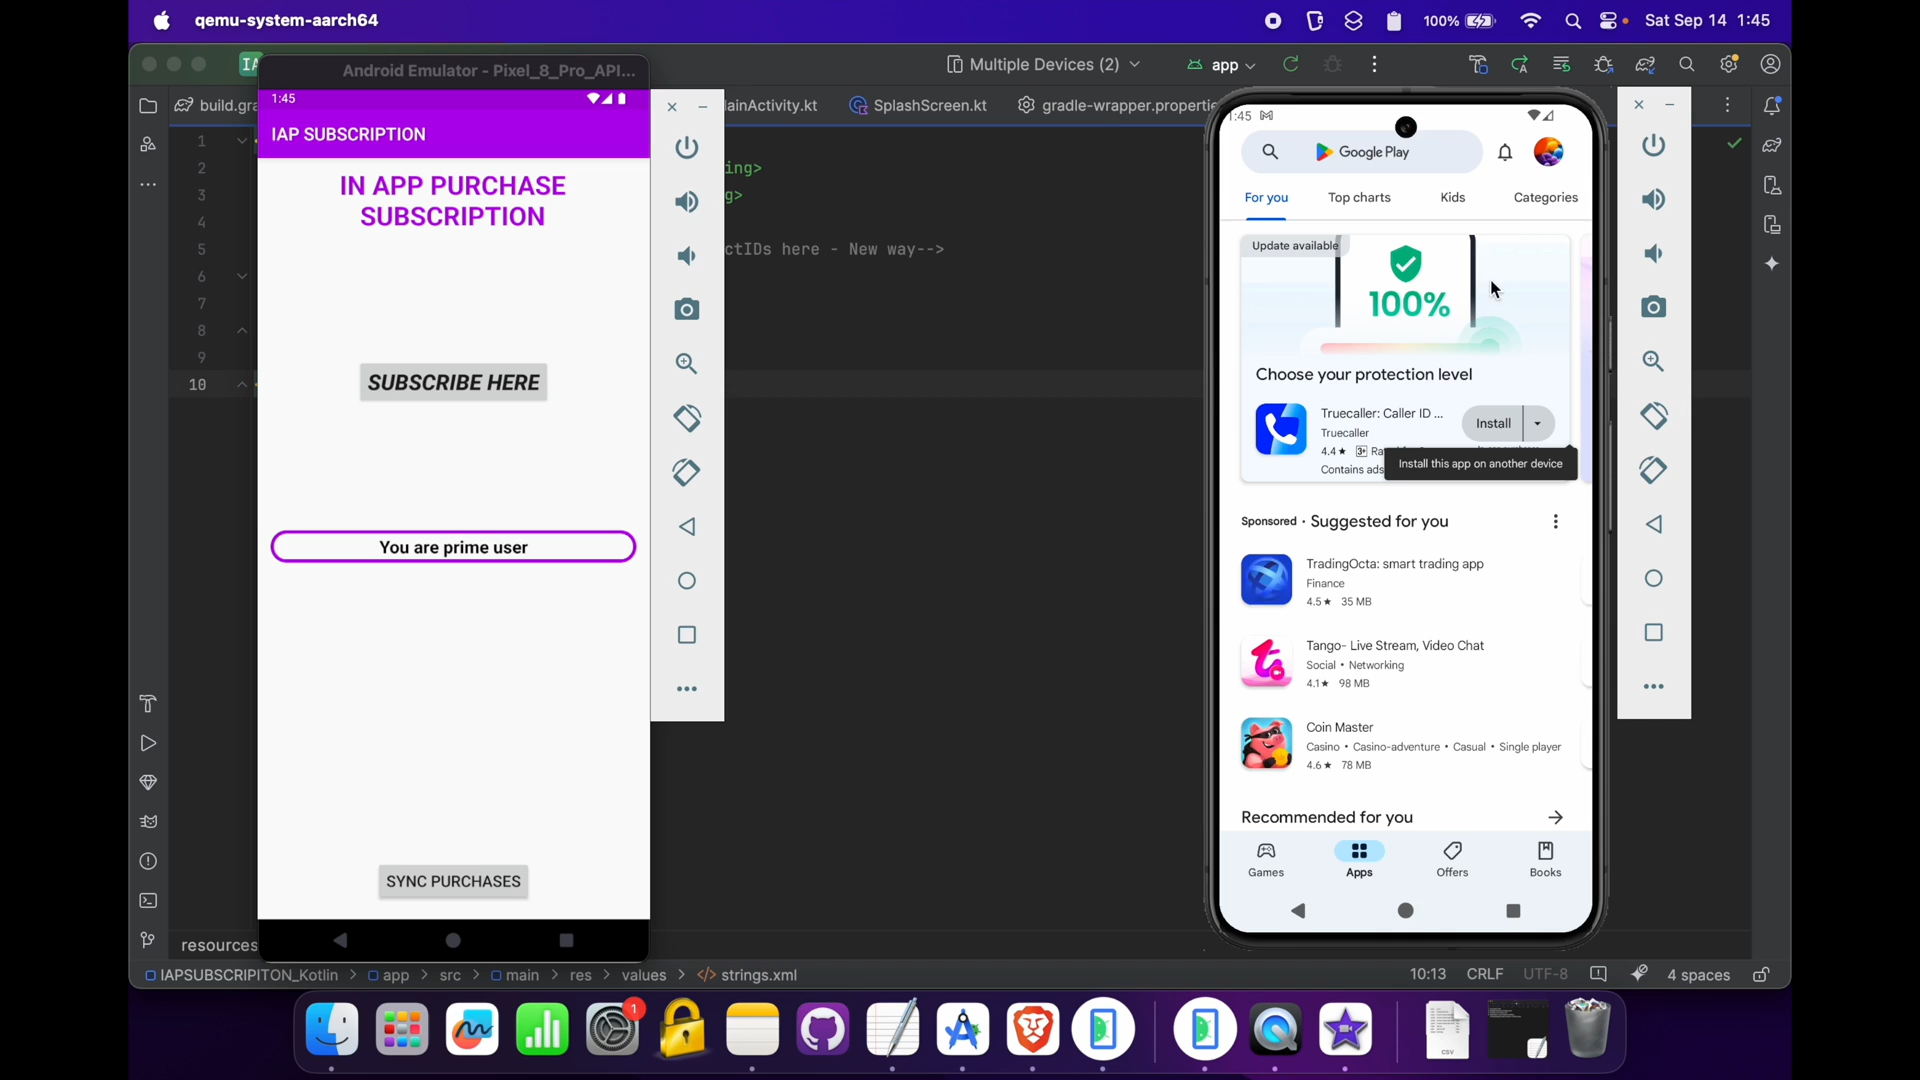 qemu-system-aarch64
100%
Sat Sep 14 1:45
Android Emulator - Pixel_8_Pro_API...
Multiple Devices (2)
app
build.gra
ainActivity.kt
SplashScreen.kt
gradle-wrapper.propertie
1:45
IAP SUBSCRIPTION
IN APP PURCHASE
SUBSCRIPTION
SUBSCRIBE HERE
You are prime user
SYNC PURCHASES
1
2
3
4
5
6
7
8
9
10
ing>
g>
ctIDs here - New way-->
1:45
Google Play
For you
Top charts
Kids
Categories
Update available
100%
Choose your protection level
Truecaller: Caller ID ...
Truecaller
4.4★ 3+ Ra
Contains ads
Install
Install this app on another device
Sponsored • Suggested for you
TradingOcta: smart trading app
Finance
4.5★ 35 MB
Tango- Live Stream, Video Chat
Social • Networking
4.1★ 98 MB
Coin Master
Casino • Casino-adventure • Casual • Single player
4.6★ 78 MB
Recommended for you
Games
Apps
Offers
Books
resources
IAPSUBSCRIPITON_Kotlin > app > src > main > res > values > strings.xml
10:13
CRLF
UTF-8
4 spaces
1
CSV